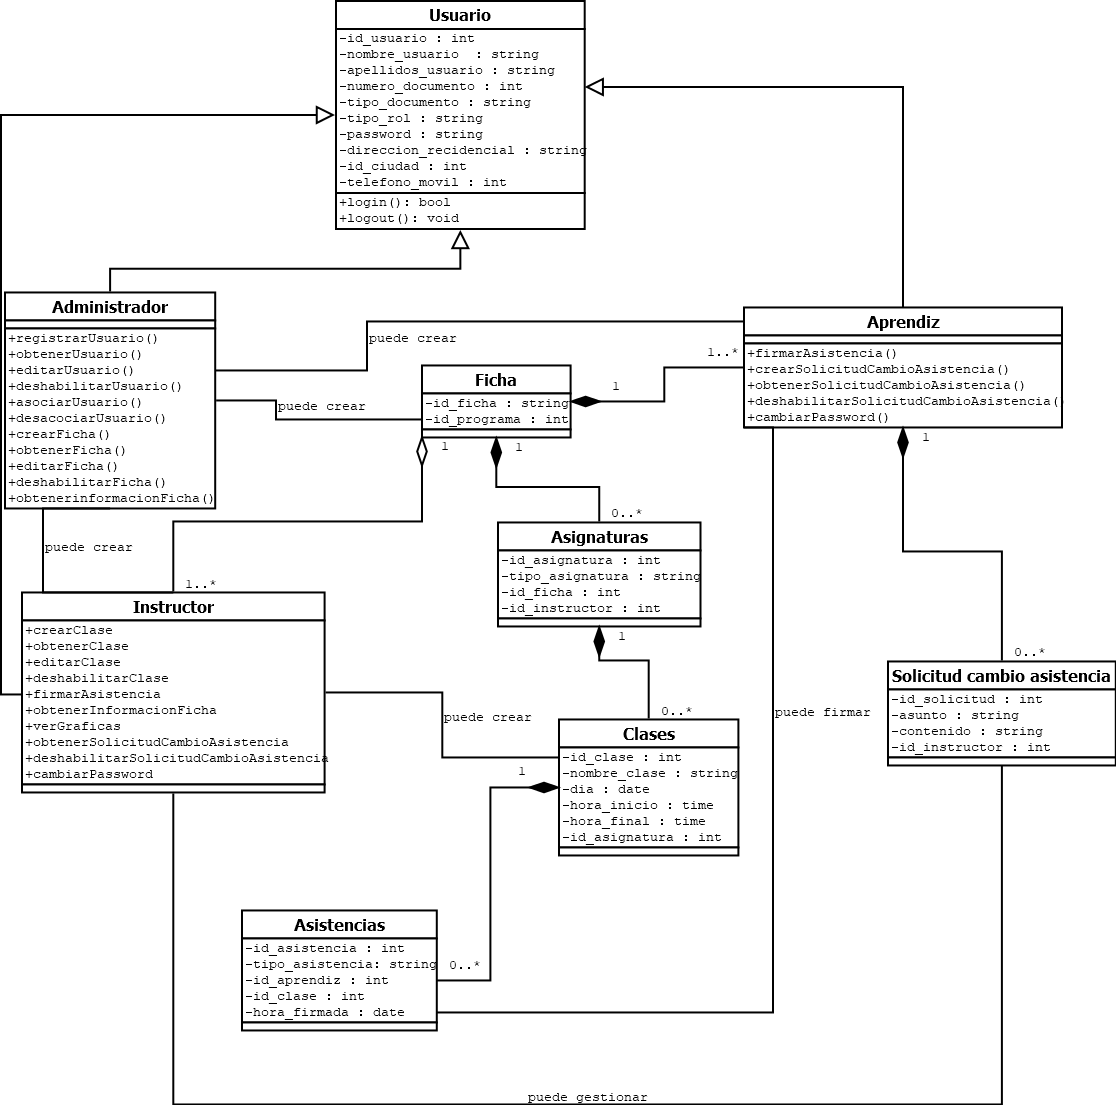 Usuario
-id_usuario : int
-nombre_usuario  : string
-apellidos_usuario : string
-numero_documento : int
-tipo_documento : string
-tipo_rol : string
-password : string
-direccion_recidencial : string
-id_ciudad : int
-telefono_movil : int
+login(): bool
+logout(): void
Administrador
+registrarUsuario()
+obtenerUsuario()
+editarUsuario()
+deshabilitarUsuario()
+asociarUsuario()
+desacociarUsuario()
+crearFicha()
+obtenerFicha()
+editarFicha()
+deshabilitarFicha()
+obtenerinformacionFicha()
puede crear
puede crear
puede crear
Ficha
-id_ficha : string
-id_programa : int
1
1..*
1
1
Aprendiz
+firmarAsistencia()
+crearSolicitudCambioAsistencia()
+obtenerSolicitudCambioAsistencia()
+deshabilitarSolicitudCambioAsistencia()
+cambiarPassword()
1
0..*
Asignaturas
-id_asignatura : int
-tipo_asignatura : string
-id_ficha : int
-id_instructor : int
1
1..*
Instructor
+crearClase
+obtenerClase
+editarClase
+deshabilitarClase
+firmarAsistencia
+obtenerInformacionFicha
+verGraficas
+obtenerSolicitudCambioAsistencia
+deshabilitarSolicitudCambioAsistencia
+cambiarPassword
puede crear
0..*
Clases
-id_clase : int
-nombre_clase : string
-dia : date
-hora_inicio : time
-hora_final : time
-id_asignatura : int
1
puede firmar
0..*
Solicitud cambio asistencia
-id_solicitud : int
-asunto : string
-contenido : string
-id_instructor : int
Asistencias
-id_asistencia : int
-tipo_asistencia: string
-id_aprendiz : int
-id_clase : int
-hora_firmada : date
0..*
puede gestionar